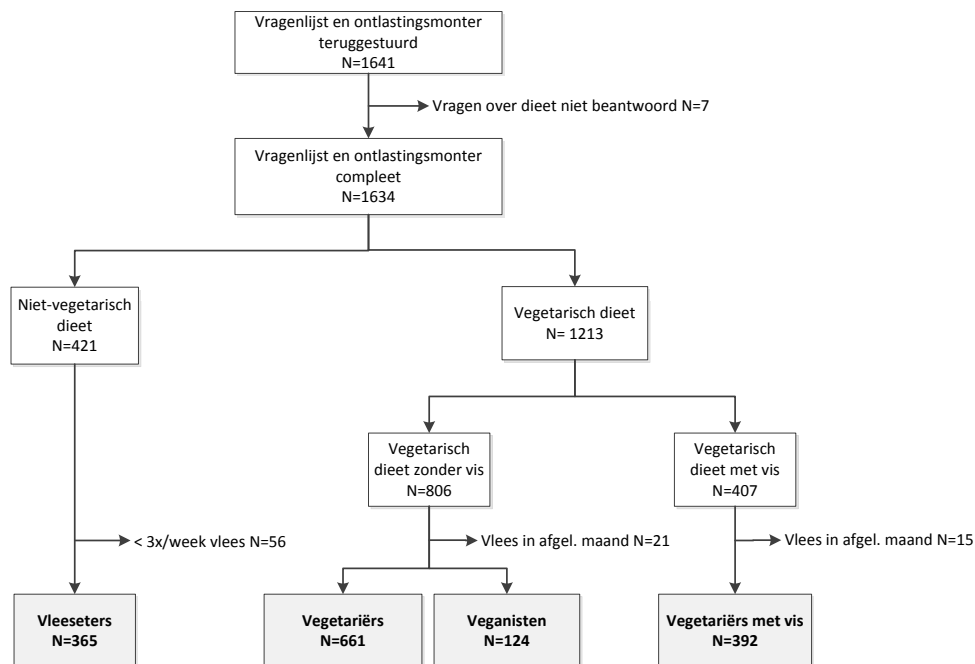 Vragenlijst en ontlastingsmonter
teruggestuurd
N=1641
Vragen over dieet niet beantwoord N=7
Vragenlijst en ontlastingsmonter
compleet
N=1634
Niet-vegetarisch
dieet
N=421
Vegetarisch dieet
N= 1213
Vegetarisch
dieet zonder vis
N=806
Vegetarisch
dieet met vis
N=407
< 3x/week vlees N=56
Vlees in afgel. maand N=21
Vlees in afgel. maand N=15
Vleeseters
N=365
Vegetariërs
N=661
Veganisten
N=124
Vegetariërs met vis
N=392